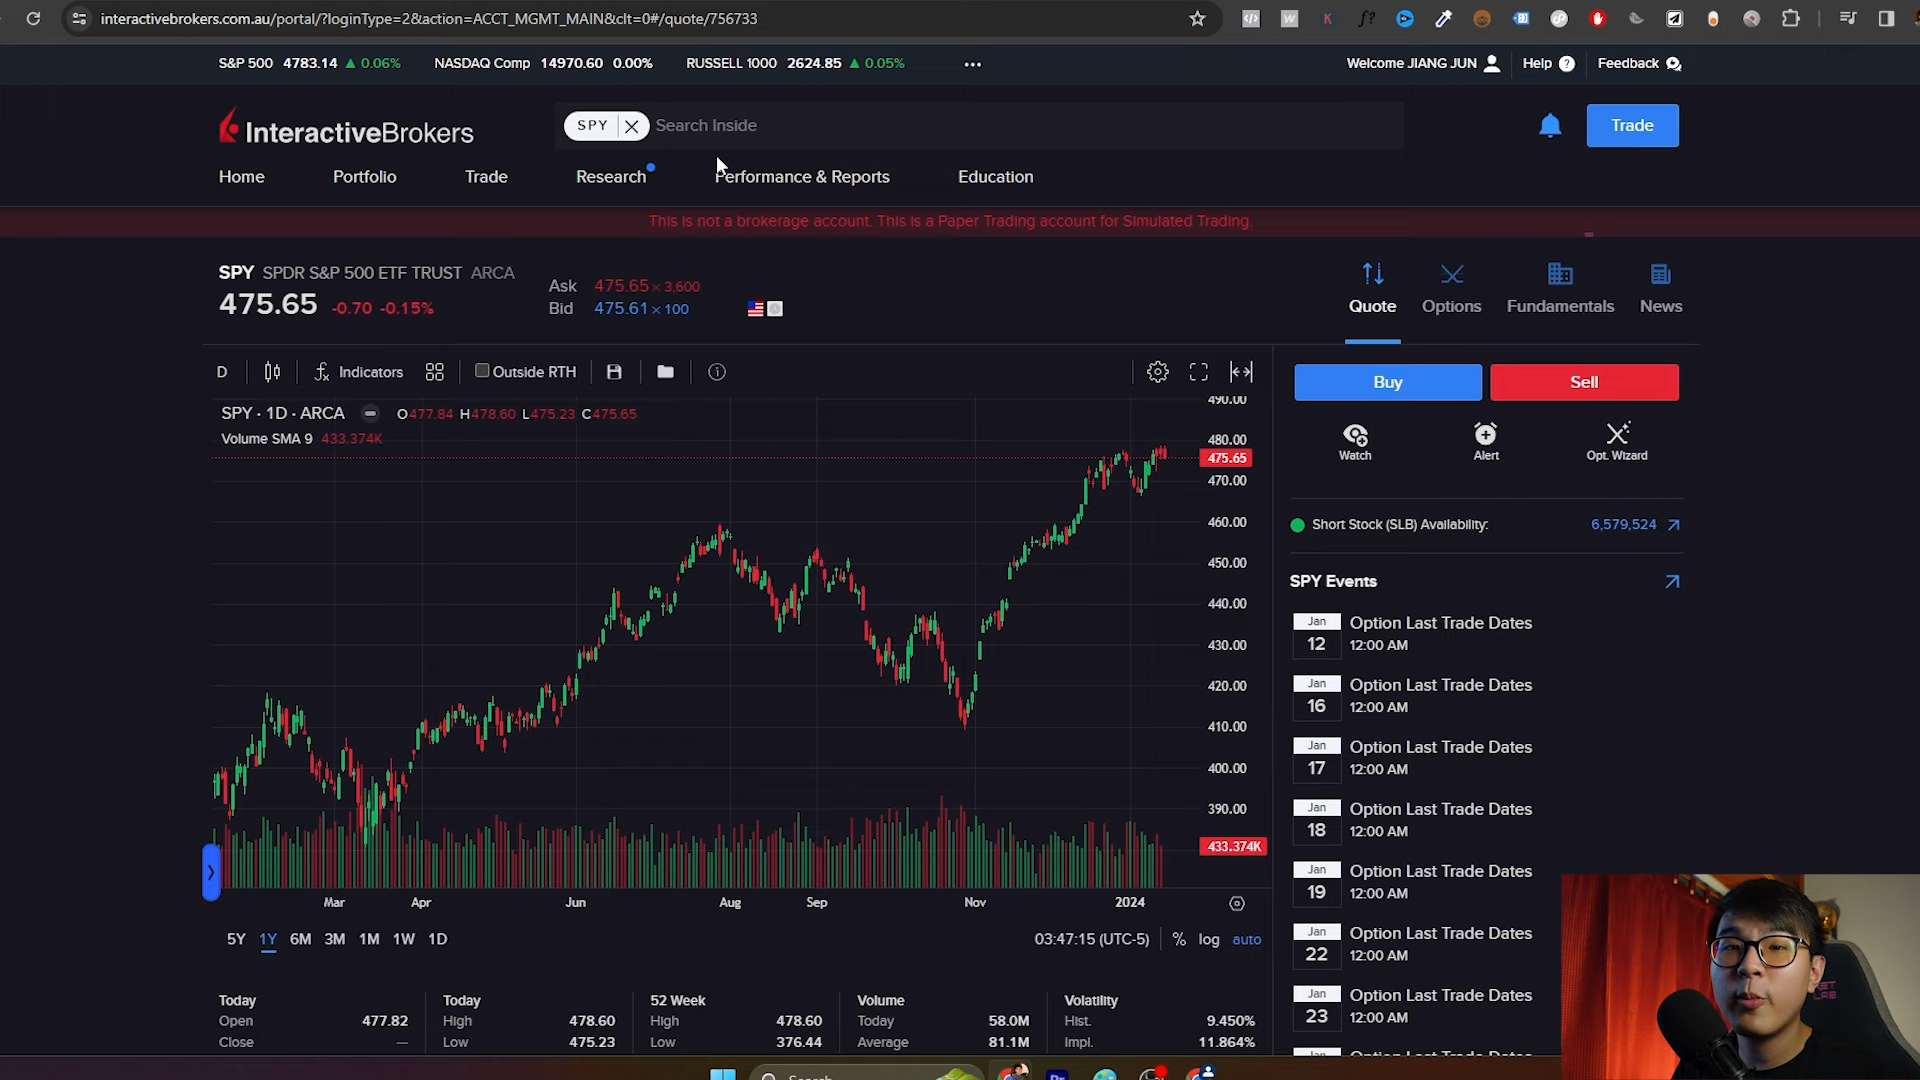 interactivebrokers.com.au/portal/?loginType=2&action=ACCT_MGMT_MAIN&clt=0#/quote/756733
S&P 500 4783.14 ▲ 0.06% NASDAQ Comp 14970.60 0.00% RUSSELL 1000 2624.85 ▲ 0.05% •••
Welcome JIANG JUN Help ? Feedback
InteractiveBrokers
SPY × Search Inside
Trade
Home Portfolio Trade Research Performance & Reports Education
This is not a brokerage account. This is a Paper Trading account for Simulated Trading.
SPY SPDR S&P 500 ETF TRUST ARCA
475.65 -0.70 -0.15%
Ask 475.65 × 3,600
Bid 475.61 × 100
Quote Options Fundamentals News
D Indicators Outside RTH
SPY · 1D · ARCA O477.84 H478.60 L475.23 C475.65
Volume SMA 9 433.374K
490.00
480.00
475.65
470.00
460.00
450.00
440.00
430.00
420.00
410.00
400.00
390.00
433.374K
Mar Apr Jun Aug Sep Nov 2024
5Y 1Y 6M 3M 1M 1W 1D
03:47:15 (UTC-5) % log auto
Today
Open 477.82
Close —
Today
High 478.60
Low 475.23
52 Week
High 478.60
Low 376.44
Volume
Today 58.0M
Average 81.1M
Volatility
Hist. 9.450%
Impl. 11.864%
Buy Sell
Watch Alert Opt. Wizard
Short Stock (SLB) Availability: 6,579,524
SPY Events
Jan 12 Option Last Trade Dates
12:00 AM
Jan 16 Option Last Trade Dates
12:00 AM
Jan 17 Option Last Trade Dates
12:00 AM
Jan 18 Option Last Trade Dates
12:00 AM
Jan 19 Option Last Trade Dates
12:00 AM
Jan 22 Option Last Trade Dates
12:00 AM
Jan 23 Option Last Trade Dates
12:00 AM
Jan Option Last Trade Dates
Search